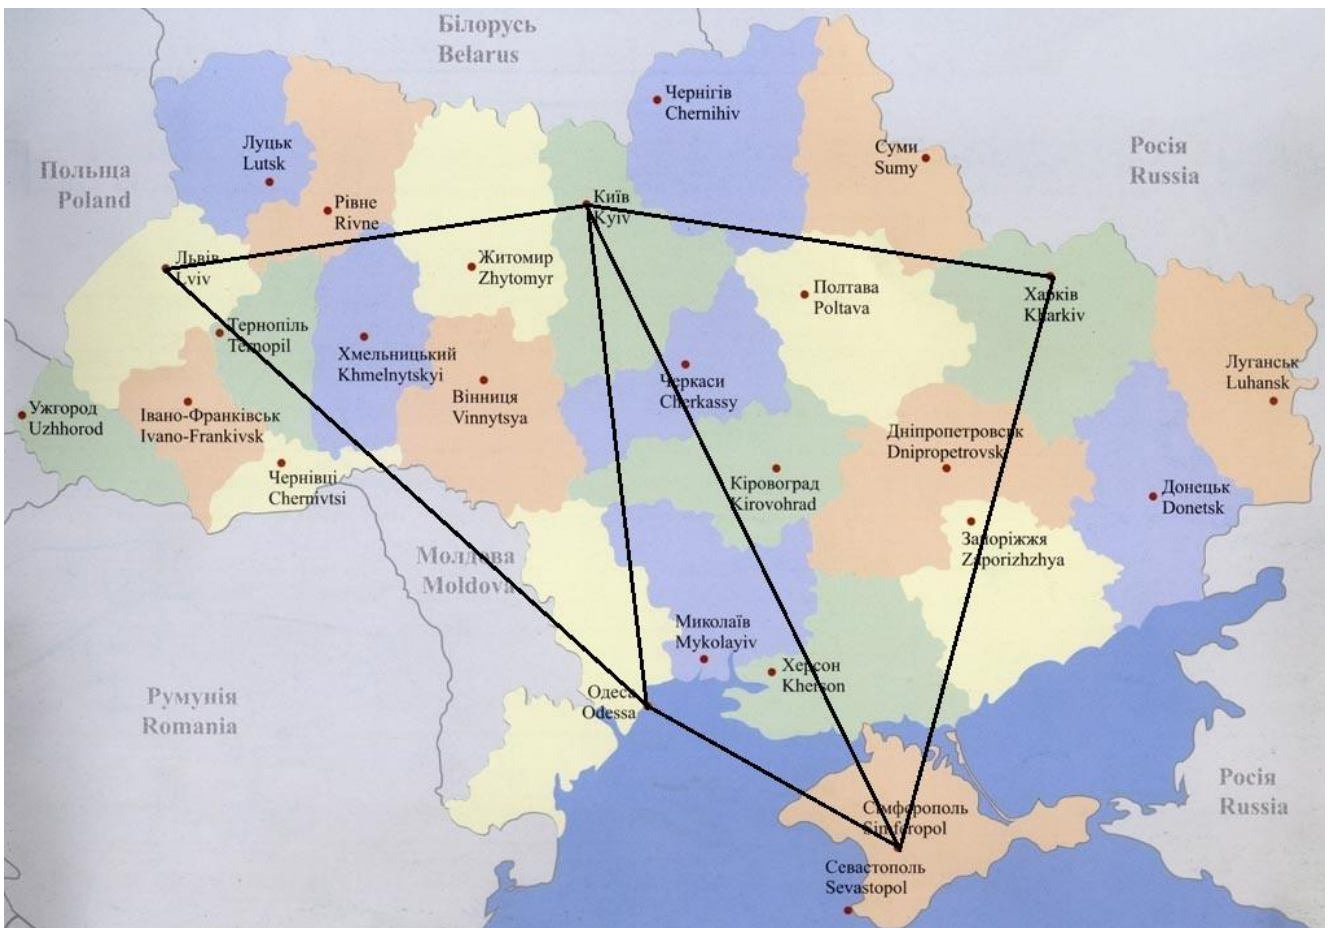 Білорусь
Belarus
Чернігів
Chernihiv
Луцьк
Lutsk
Суми
Sumy
Росія
Russia
Польща
Poland
Рівне
Rivne
Київ
Kyiv
Львів
Lviv
Житомир
Zhytomyr
Полтава
Poltava
Харків
Kharkiv
Тернопіль
Ternopil
Хмельницький
Khmelnytskyi
Вінниця
Vinnytsya
Черкаси
Cherkassy
Луганськ
Luhansk
Ужгород
Uzhhorod
Івано-Франківськ
Ivano-Frankivsk
Дніпропетровськ
Dnipropetrovsk
Чернівці
Chernivtsi
Кіровоград
Kirovohrad
Донецьк
Donetsk
Запоріжжя
Zaporizhzhya
Молдова
Moldova
Миколаїв
Mykolayiv
Херсон
Kherson
Румунія
Romania
Одеса
Odessa
Росія
Russia
Сімферополь
Simferopol
Севастополь
Sevastopol